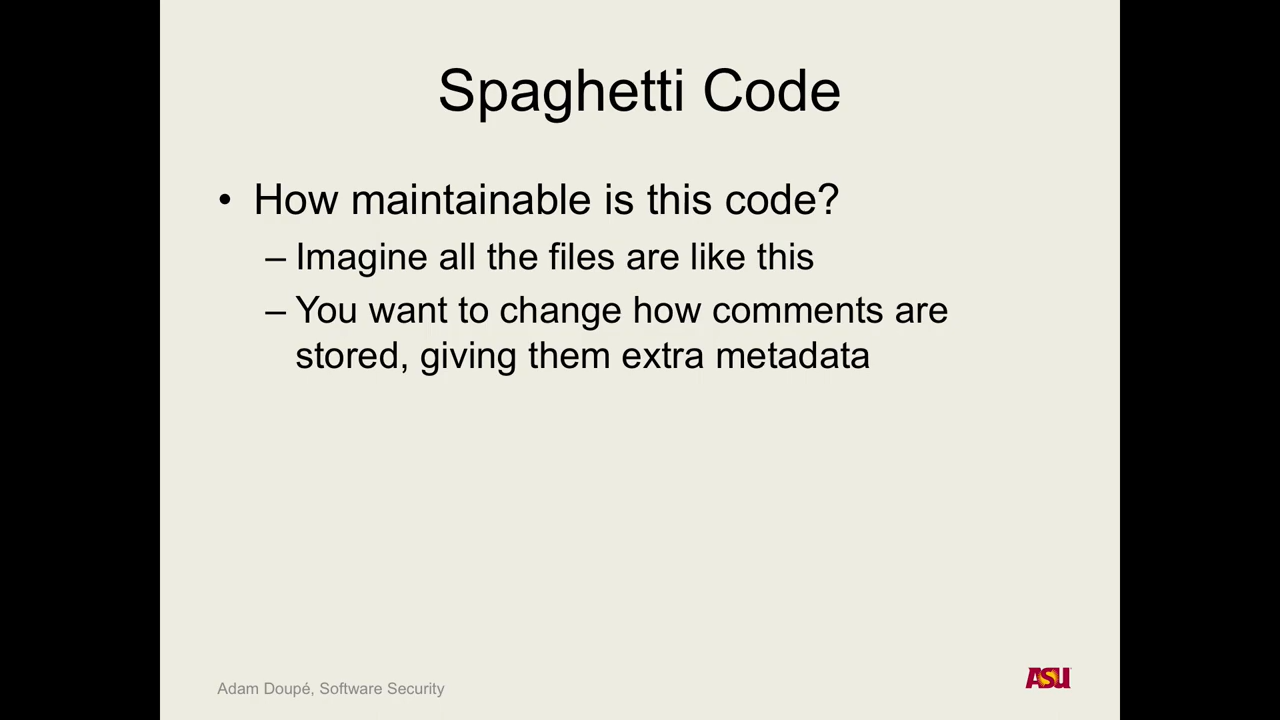 Spaghetti Code
• How maintainable is this code?
– Imagine all the files are like this
– You want to change how comments are
stored, giving them extra metadata
Adam Doupé, Software Security
ASU